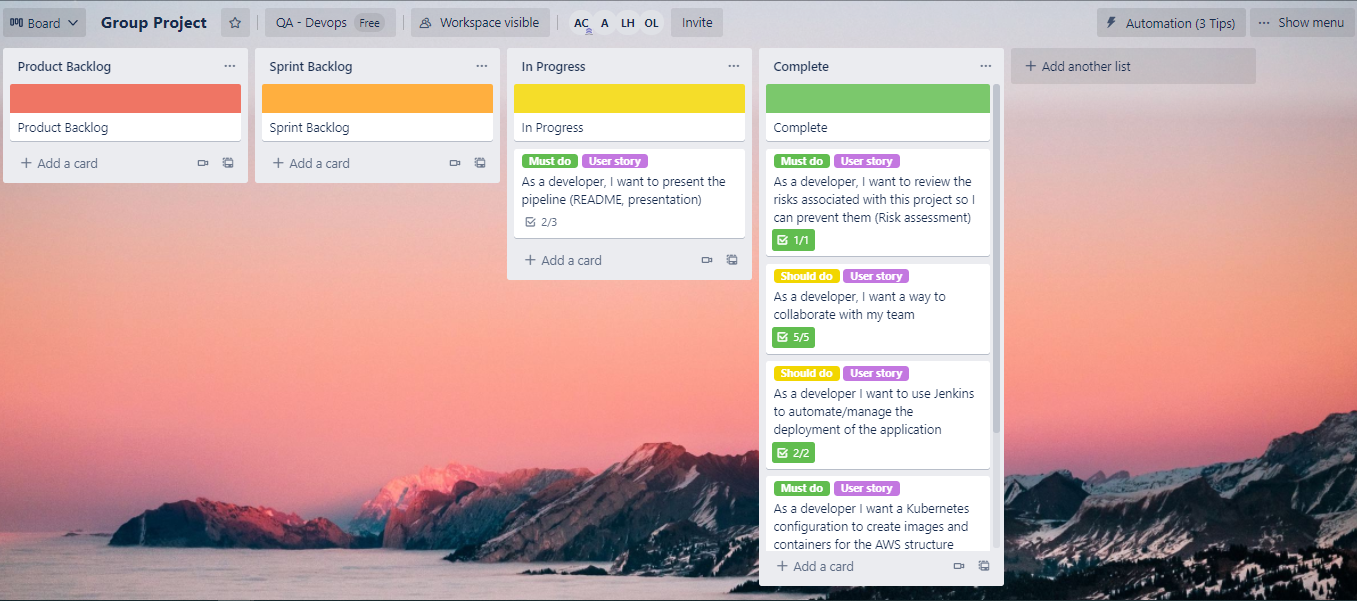 Board
Group Project
QA - Devops Free
Workspace visible
AC A LH OL
Invite
Automation (3 Tips)
Show menu
Product Backlog
Product Backlog
Add a card
Sprint Backlog
Sprint Backlog
Add a card
In Progress
In Progress
Must do User story
As a developer, I want to present the
pipeline (README, presentation)
2/3
Add a card
Complete
Complete
Must do User story
As a developer, I want to review the
risks associated with this project so I
can prevent them (Risk assessment)
1/1
Should do User story
As a developer, I want a way to
collaborate with my team
5/5
Should do User story
As a developer I want to use Jenkins
to automate/manage the
deployment of the application
2/2
Must do User story
As a developer I want a Kubernetes
configuration to create images and
containers for the AWS structure
Add a card
Add another list